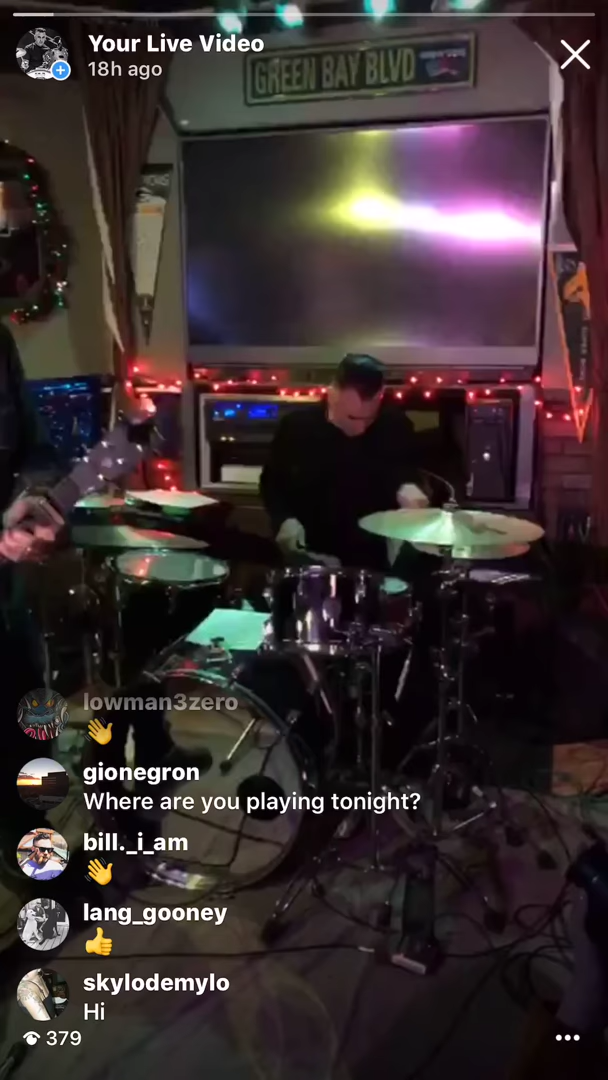 Your Live Video
18h ago
GREEN BAY BLVD
lowman3zero
👋
gionegron
Where are you playing tonight?
bill._i_am
👋
lang_gooney
👍
skylodemylo
Hi
379